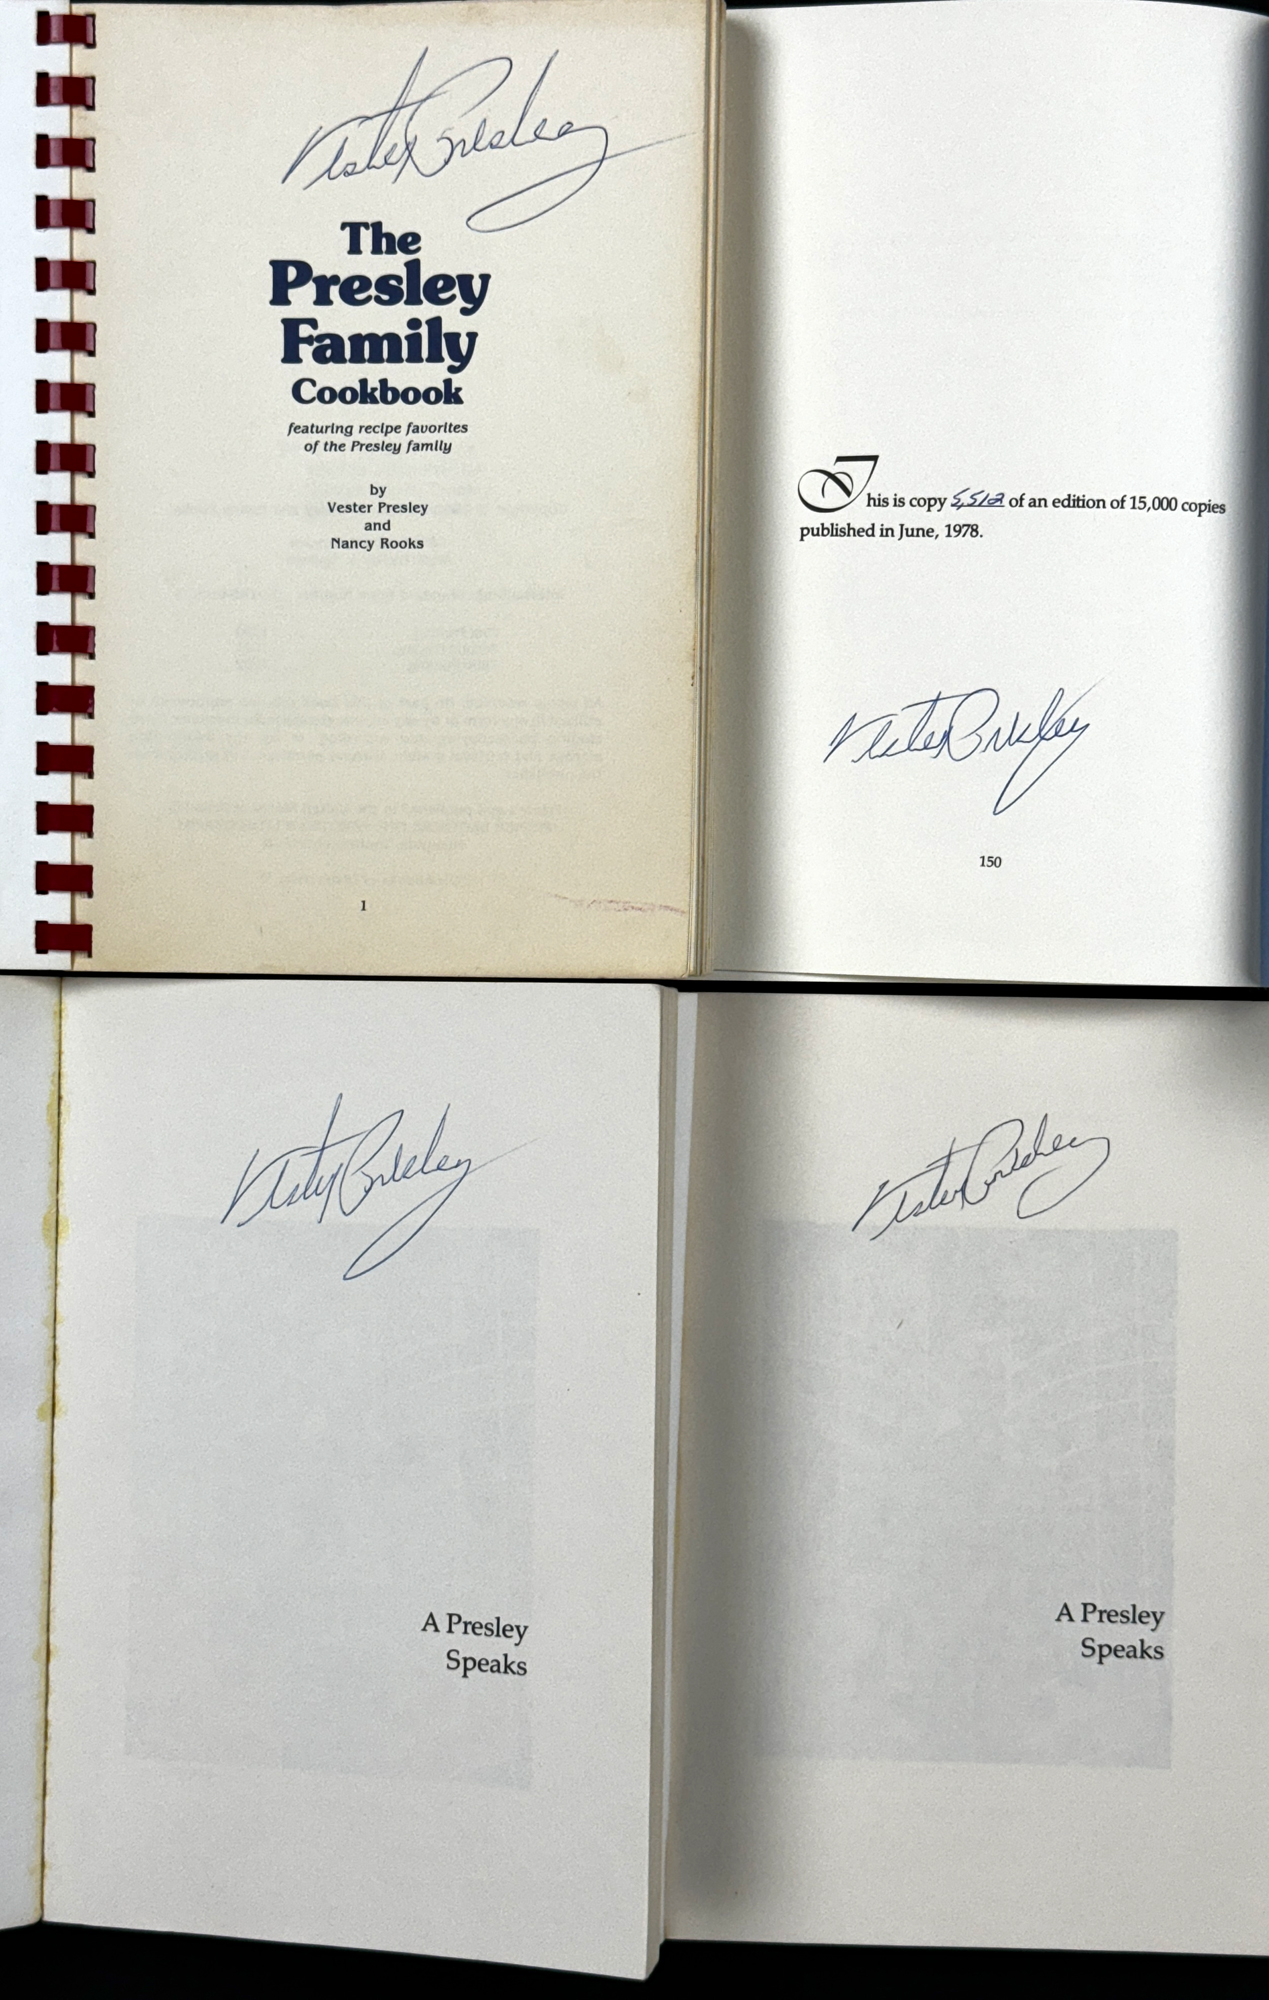 Vester Presley
The
Presley
Family
Cookbook
featuring recipe favorites
of the Presley family
by
Vester Presley
and
Nancy Rooks
1
This is copy 5,512 of an edition of 15,000 copies
published in June, 1978.
Vester Presley
150
Vester Presley
A Presley
Speaks
Vester Presley
A Presley
Speaks